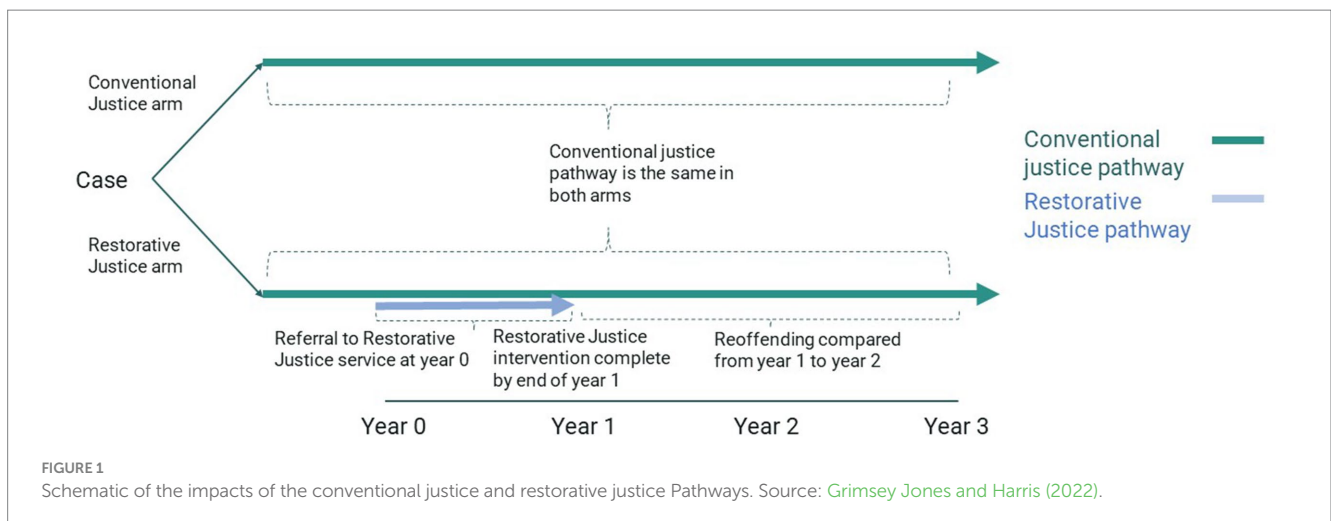 Conventional
Justice arm
Case
Restorative
Justice arm
Conventional justice
pathway is the same in
both arms
Conventional
justice pathway
Restorative
Justice pathway
Referral to Restorative
Justice service at year 0
Restorative Justice
intervention complete
by end of year 1
Reoffending compared
from year 1 to year 2
Year 0
Year 1
Year 2
Year 3
FIGURE 1
Schematic of the impacts of the conventional justice and restorative justice Pathways. Source: Grimsey Jones and Harris (2022).